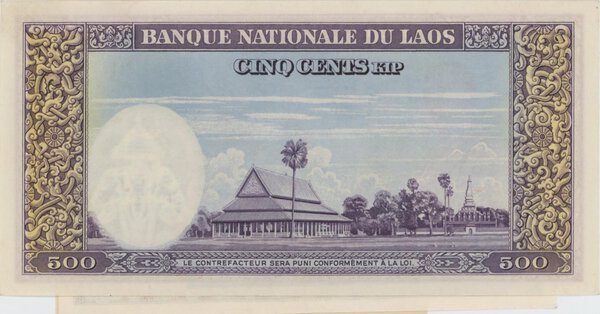 BANQUE NATIONALE DU LAOS
CINQ CENTS KIP
500 LE CONTREFACTEUR SERA PUNI CONFORMÉMENT À LA LOI. 500